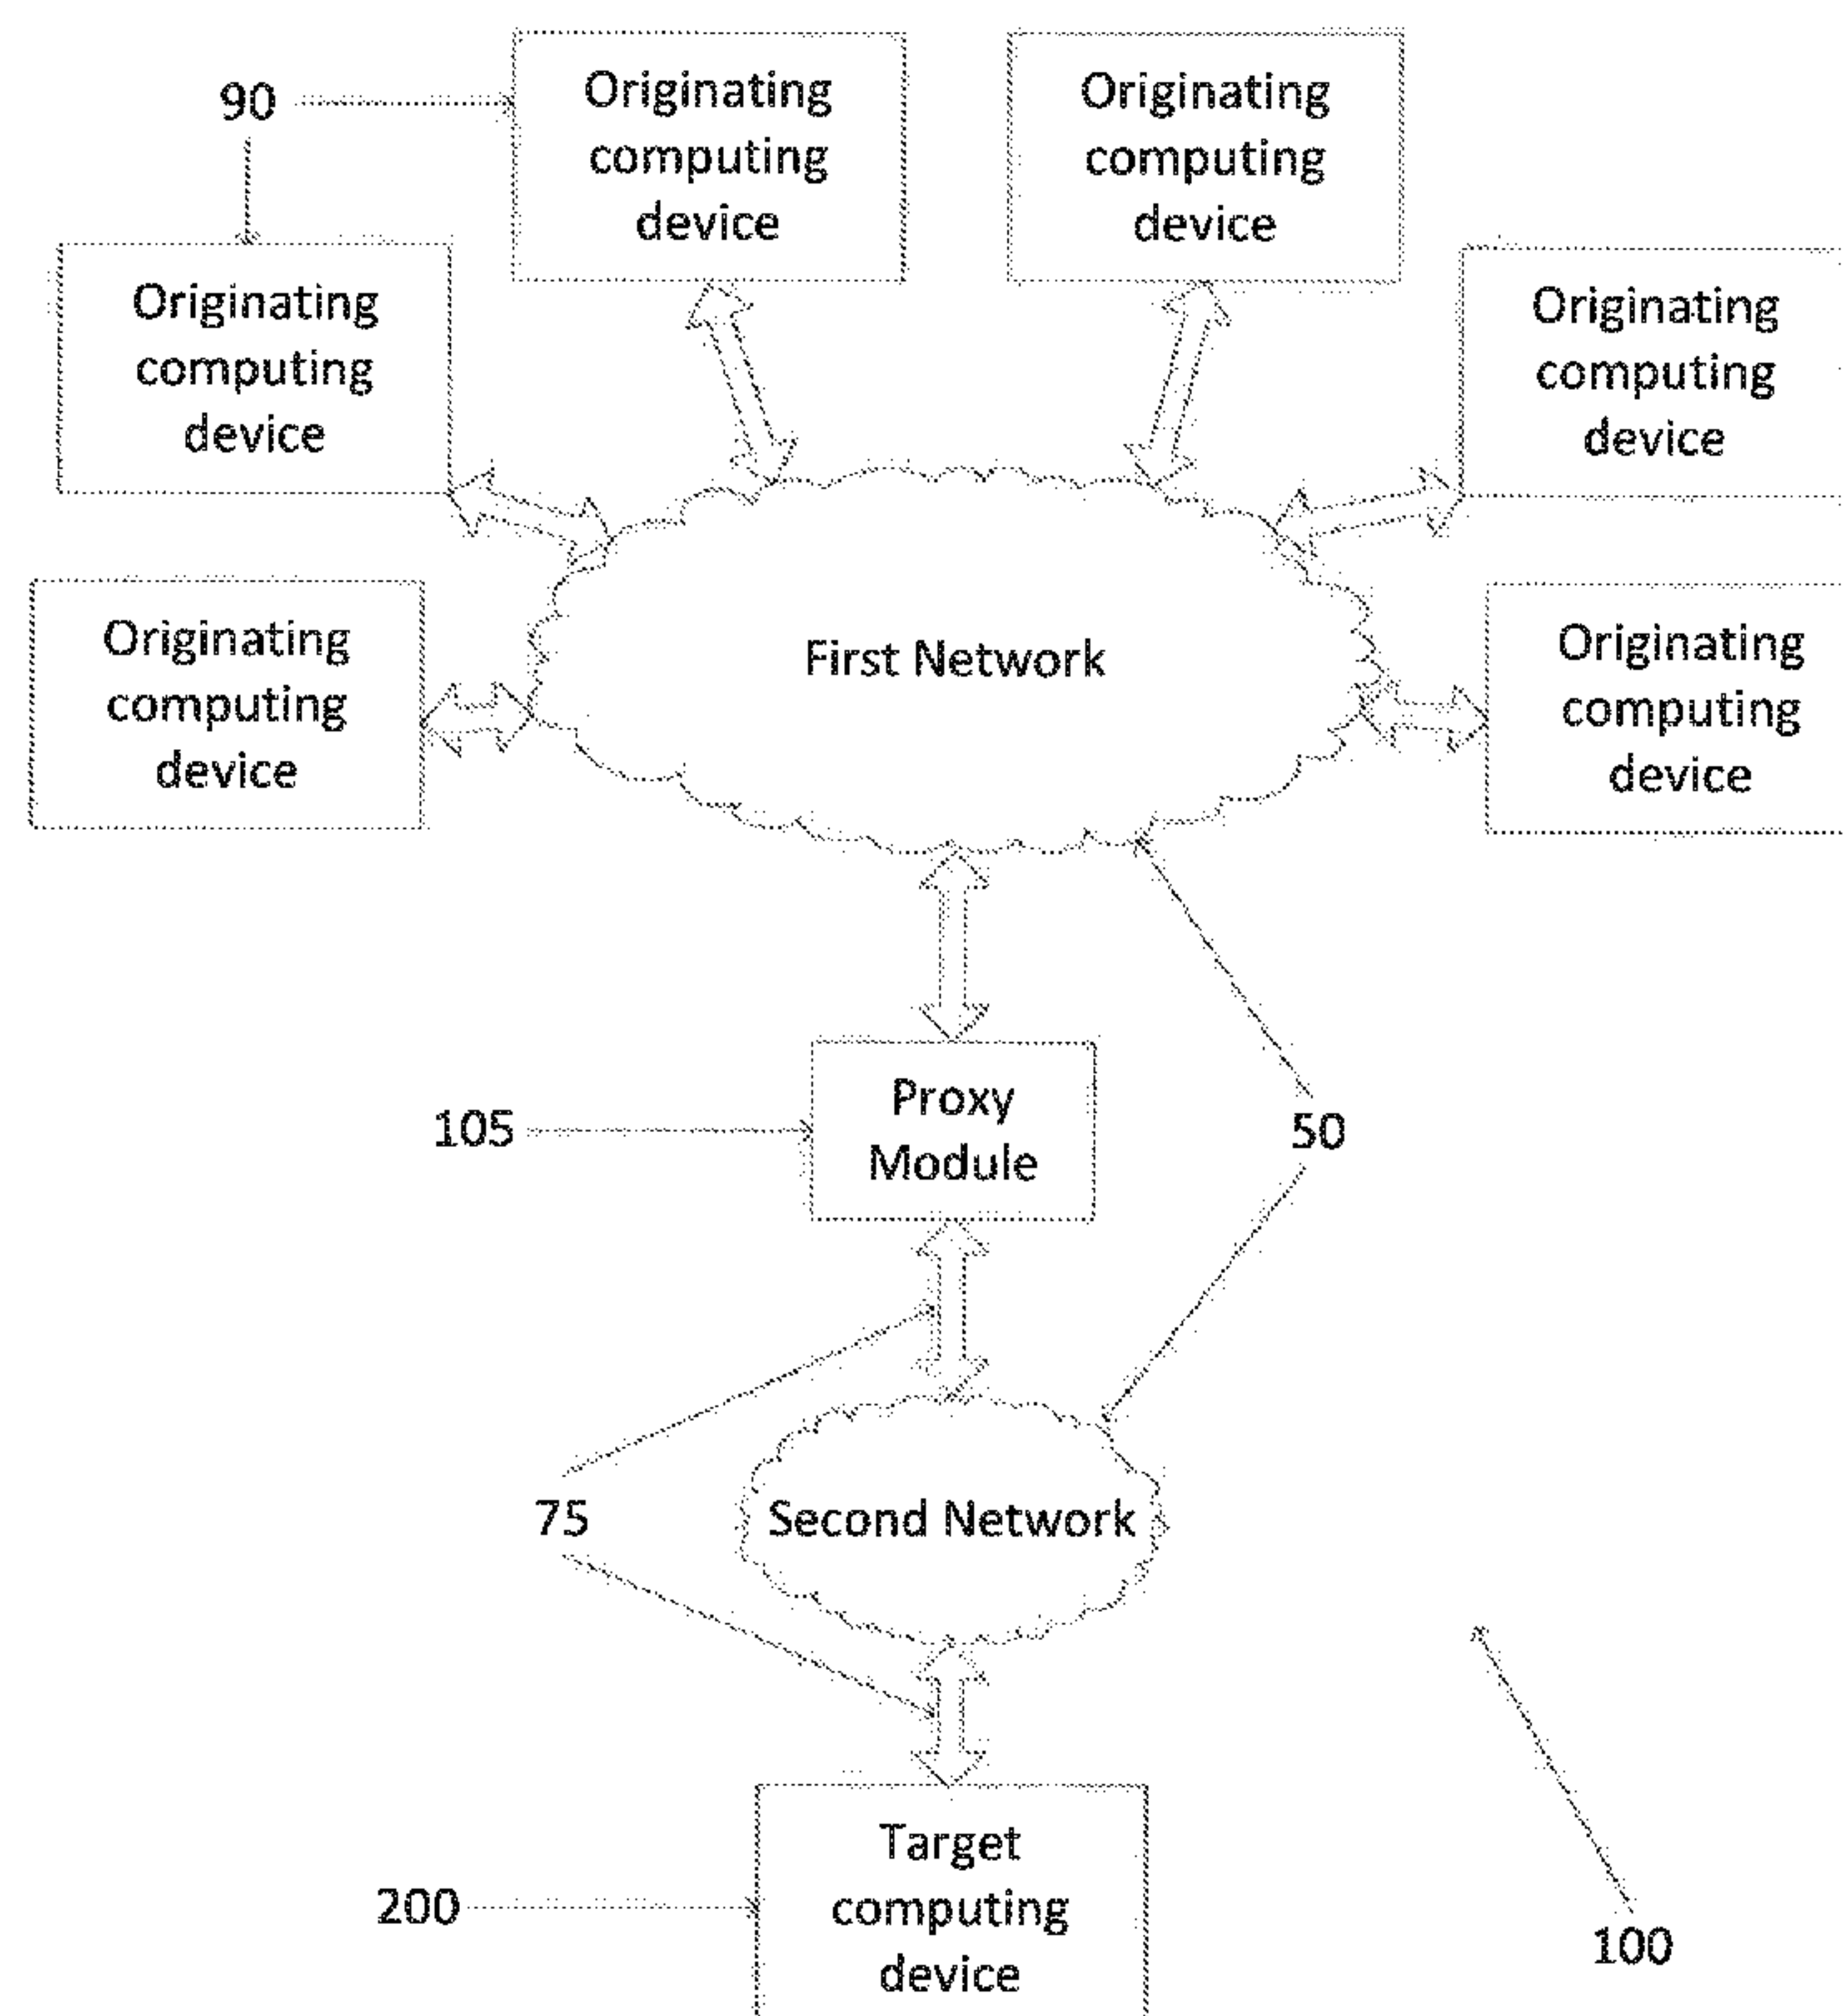 90
Originating
computing
device
Originating
computing
device
Originating
computing
device
Originating
computing
device
Originating
computing
device
First Network
Originating
computing
device
Proxy
Module
105
50
75
Second Network
Target
computing
device
200
100